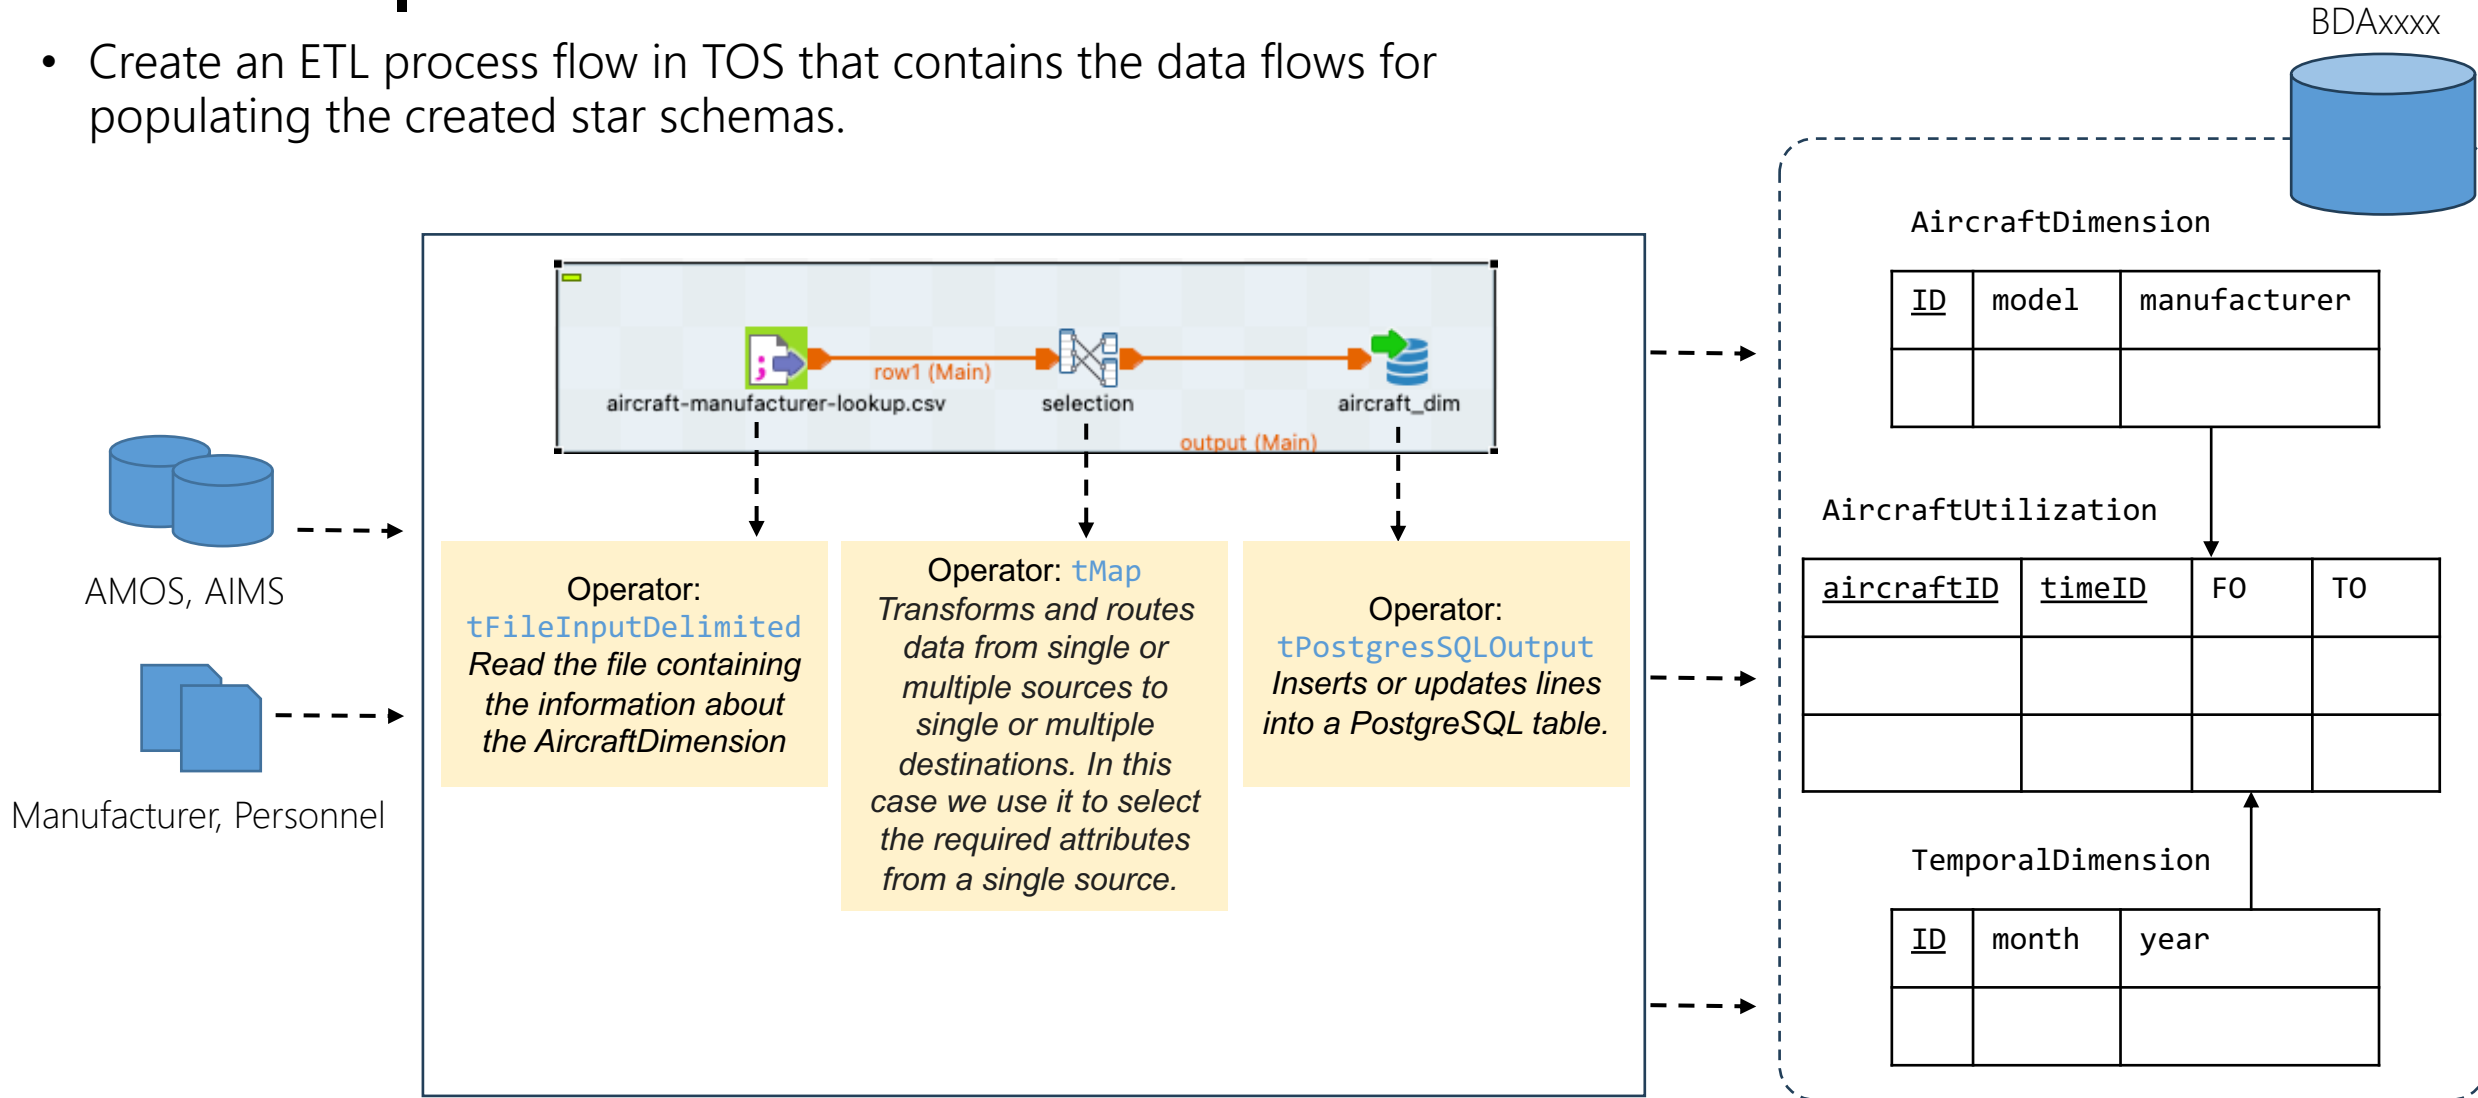 • Create an ETL process flow in TOS that contains the data flows for
populating the created star schemas.
BDAxxxx
row1 (Main)
aircraft-manufacturer-lookup.csv
selection
aircraft_dim
output (Main)
AMOS, AIMS
Manufacturer, Personnel
Operator:
tFileInputDelimited
Read the file containing
the information about
the AircraftDimension
Operator: tMap
Transforms and routes
data from single or
multiple sources to
single or multiple
destinations. In this
case we use it to select
the required attributes
from a single source.
Operator:
tPostgresSQLOutput
Inserts or updates lines
into a PostgreSQL table.
AircraftDimension
ID model manufacturer
AircraftUtilization
aircraftID timeID FO TO
TemporalDimension
ID month year